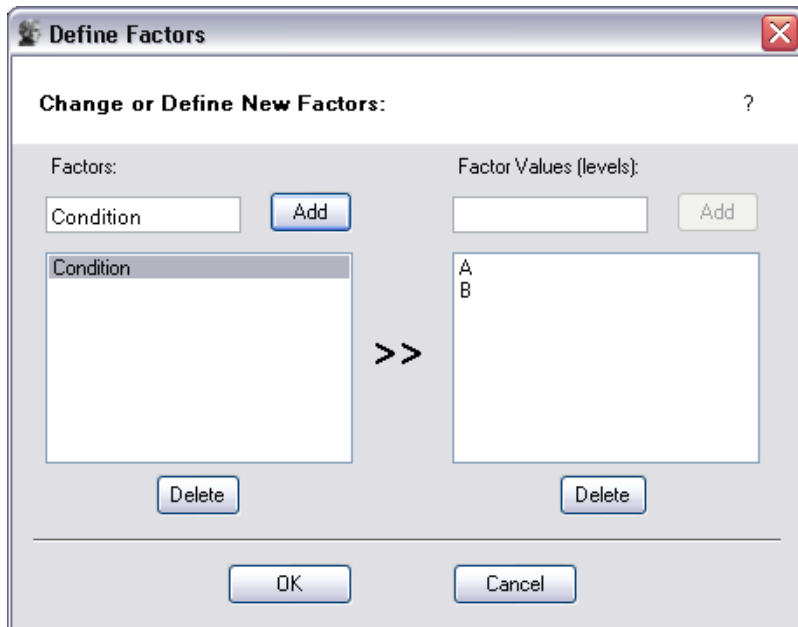 Define Factors
Change or Define New Factors: ?
Factors:
Factor Values (levels):
Condition Add
Add
Condition
A
B
>>
Delete
Delete
OK
Cancel